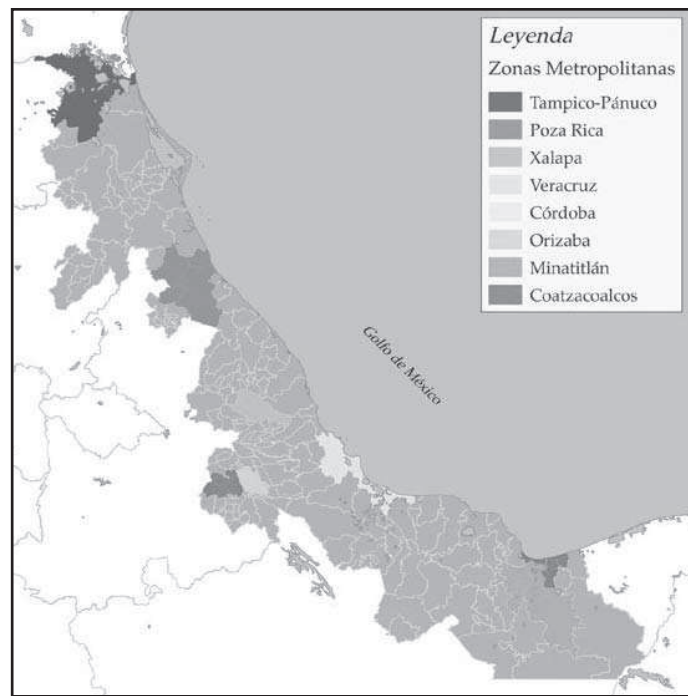 Leyenda
Zonas Metropolitanas
Tampico-Pánuco
Poza Rica
Xalapa
Veracruz
Córdoba
Orizaba
Minatitlán
Coatzacoalcos
Golfo de México